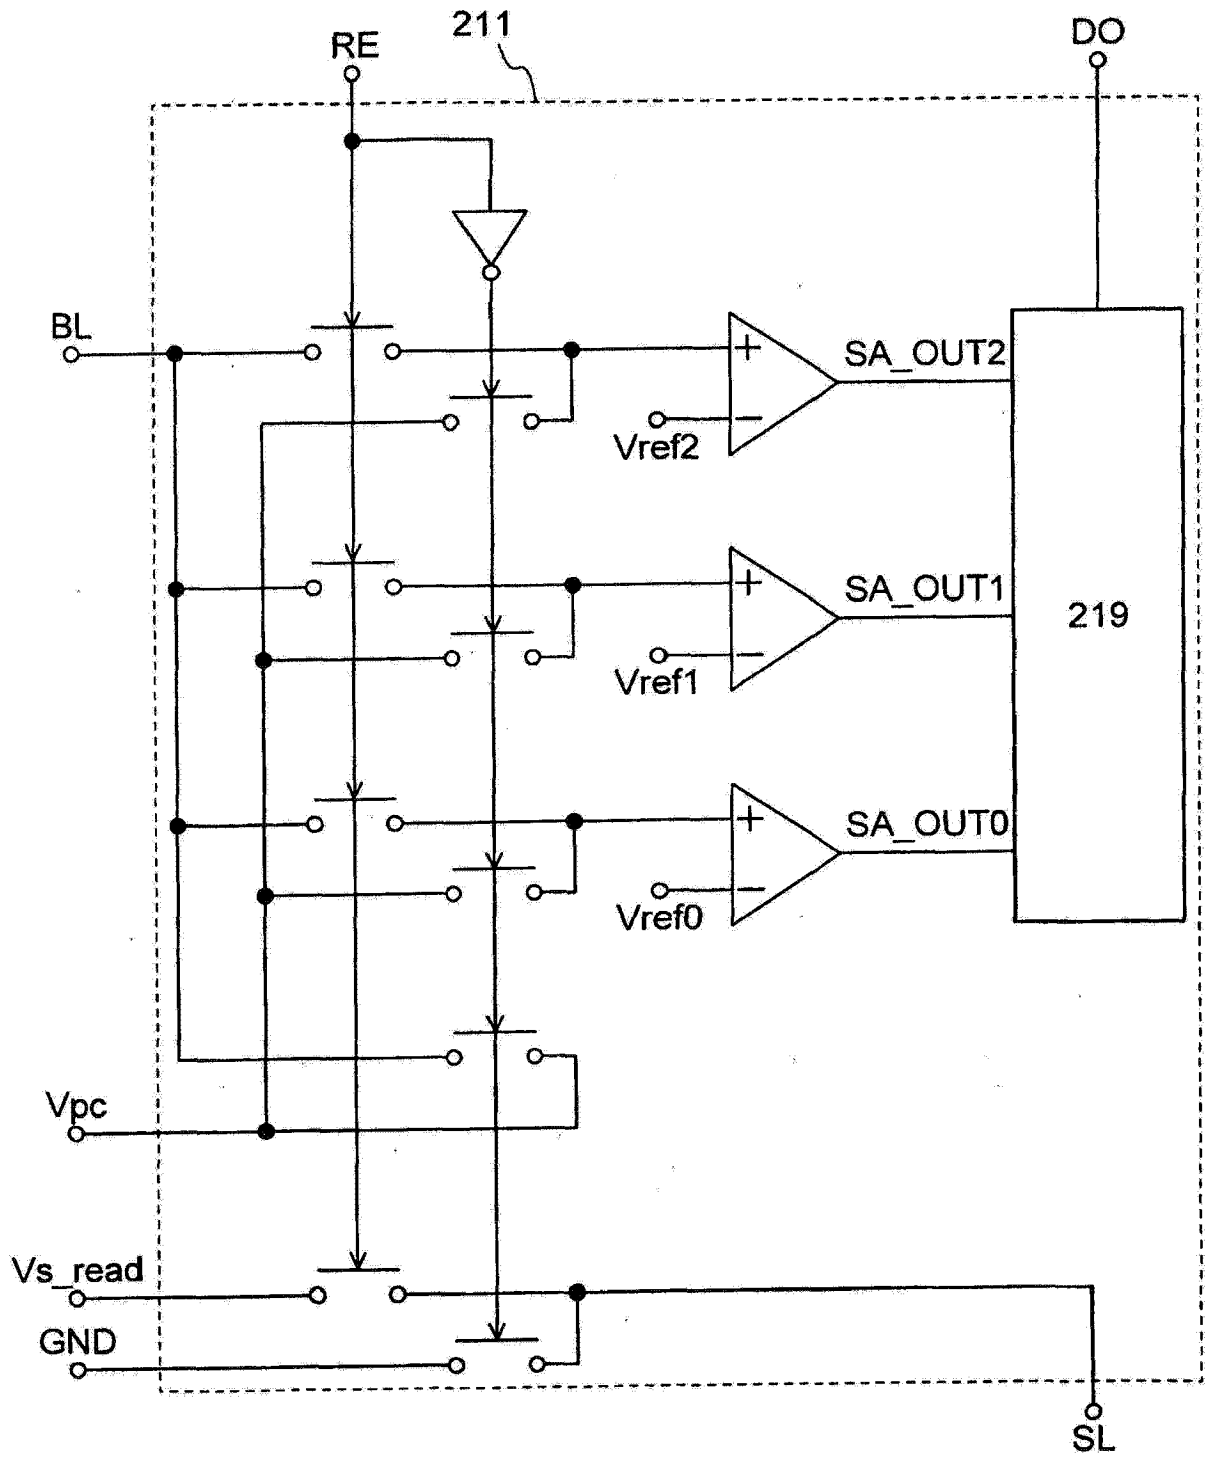 211
RE
DO
BL
+
SA_OUT2
−
Vref2
+
SA_OUT1
219
−
Vref1
+
SA_OUT0
−
Vref0
Vpc
Vs_read
GND
SL